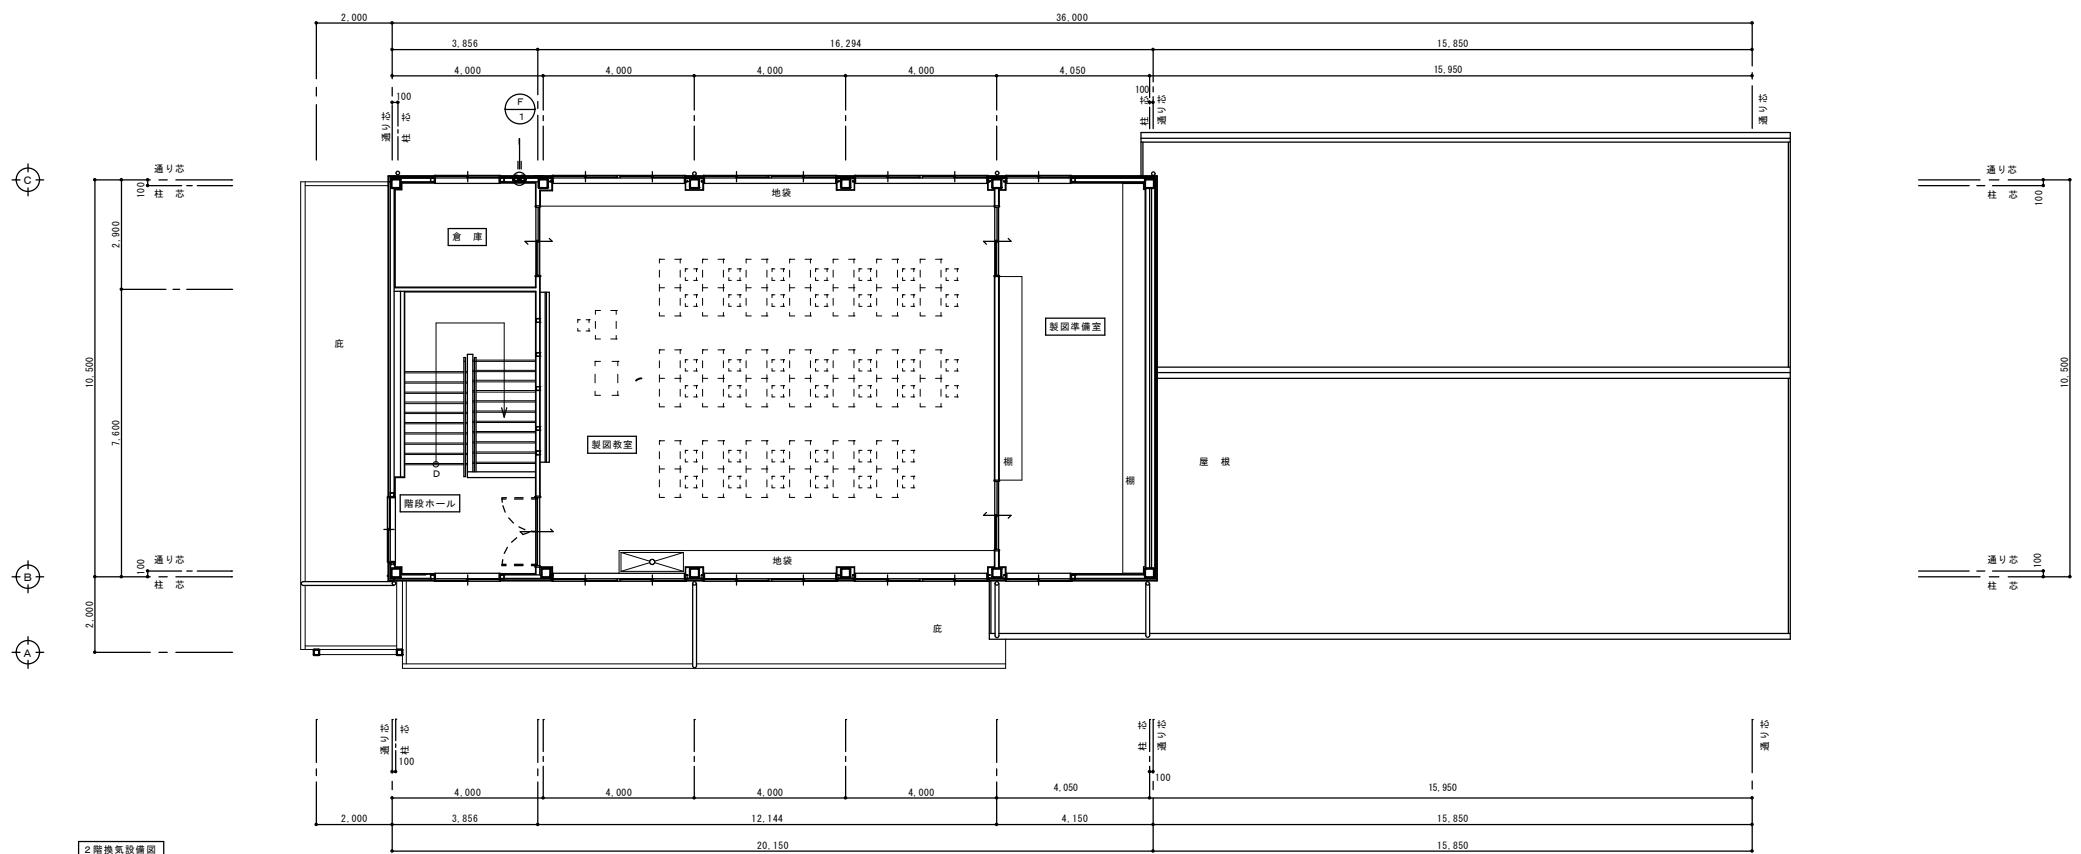 2,000
36,000
3,856
16,294
15,850
4,000
4,000
4,000
4,000
4,050
15,950
100
100
通り芯
柱 芯
F
1
柱 芯
通り芯
通り芯
C
通り芯
柱 芯
100
2,900
10,500
7,600
100
通り芯
柱 芯
B
2,000
A
地袋
倉 庫
庇
製図準備室
製図教室
棚
棚
屋 根
D
階段ホール
地袋
庇
通り芯
柱 芯
100
10,500
通り芯
柱 芯
100
通り芯
柱 芯
100
柱 芯
通り芯
100
通り芯
4,000
4,000
4,000
4,000
4,050
15,950
2,000
3,856
12,144
4,150
15,850
20,150
15,850
2階換気設備図